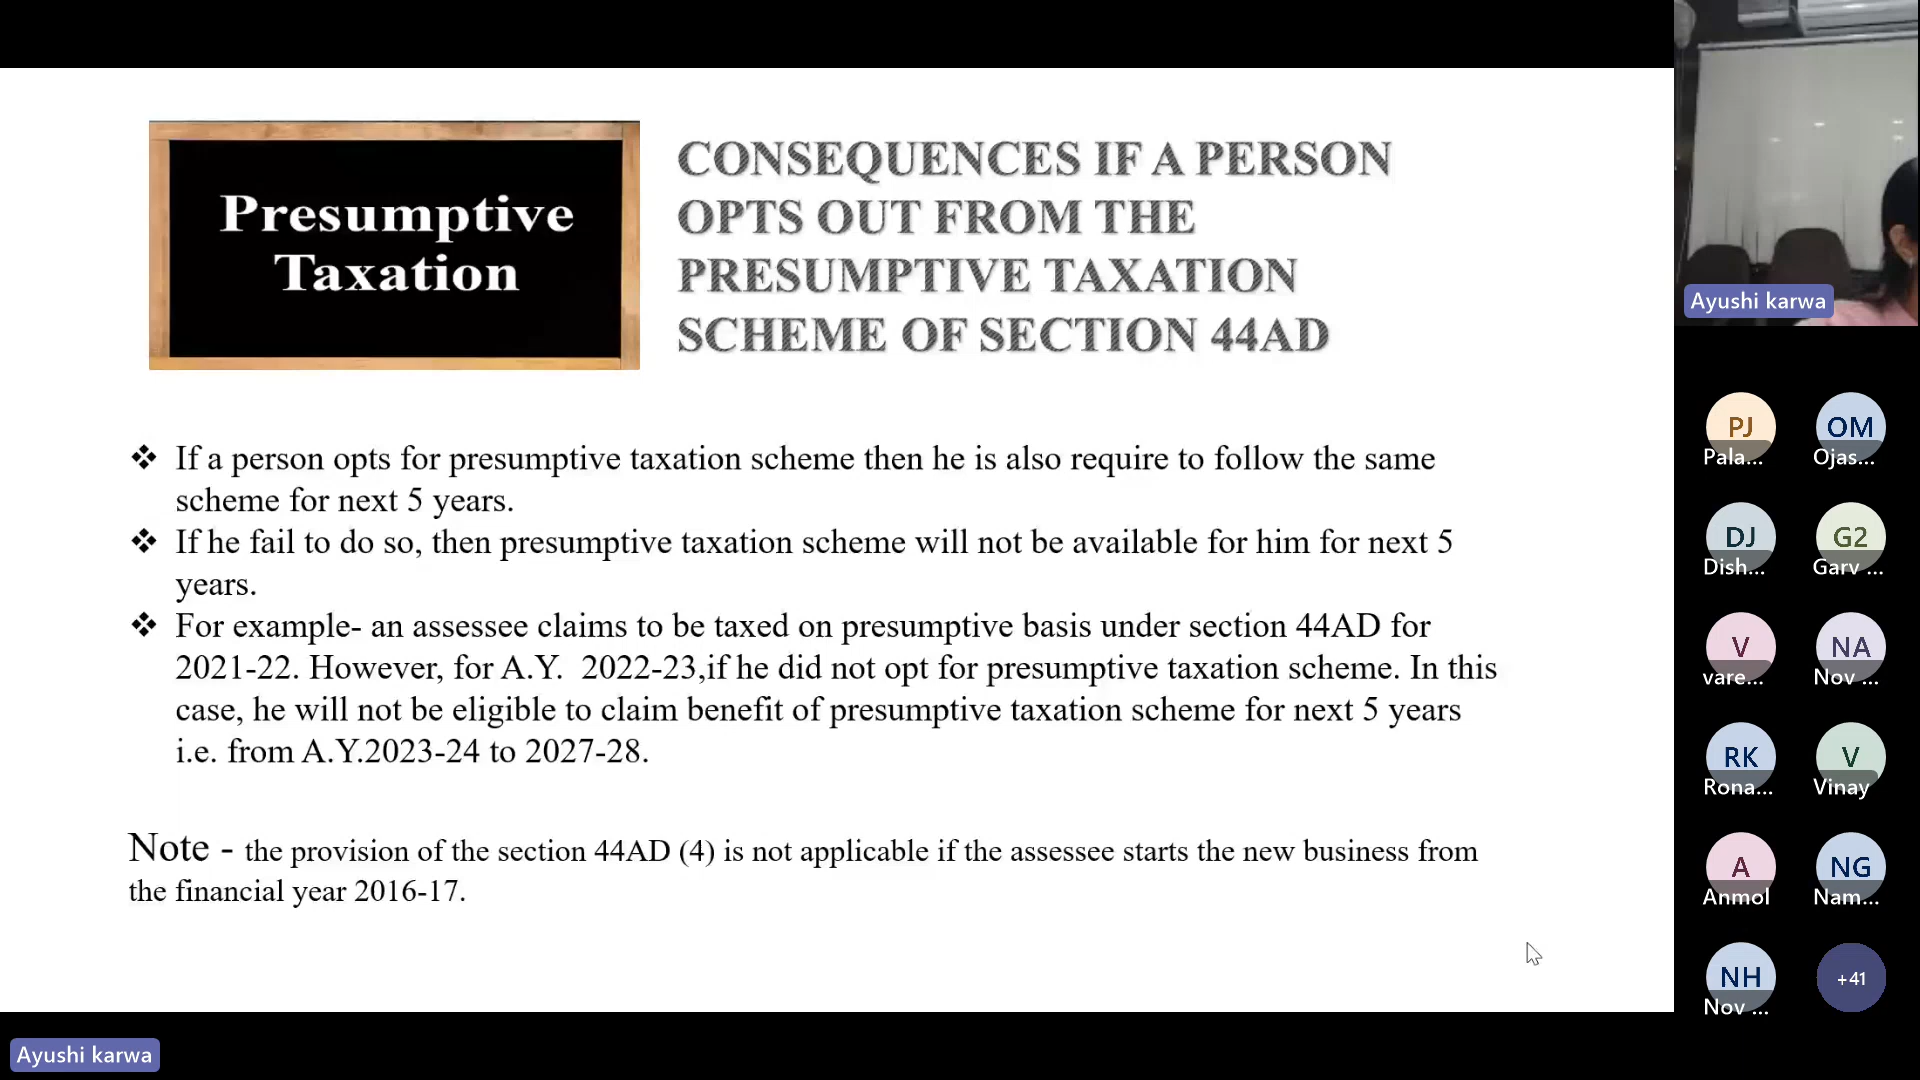 Presumptive
Taxation
CONSEQUENCES IF A PERSON
OPTS OUT FROM THE
PRESUMPTIVE TAXATION
SCHEME OF SECTION 44AD
❖ If a person opts for presumptive taxation scheme then he is also require to follow the same
scheme for next 5 years.
❖ If he fail to do so, then presumptive taxation scheme will not be available for him for next 5
years.
❖ For example- an assessee claims to be taxed on presumptive basis under section 44AD for
2021-22. However, for A.Y. 2022-23,if he did not opt for presumptive taxation scheme. In this
case, he will not be eligible to claim benefit of presumptive taxation scheme for next 5 years
i.e. from A.Y.2023-24 to 2027-28.
Note - the provision of the section 44AD (4) is not applicable if the assessee starts the new business from
the financial year 2016-17.
Ayushi karwa
PJ OM
Pala... Ojas...
DJ G2
Dish... Garv ...
V NA
vare... Nov ...
RK V
Rona... Vinay
A NG
Anmol Nam...
NH +41
Nov ...
Ayushi karwa